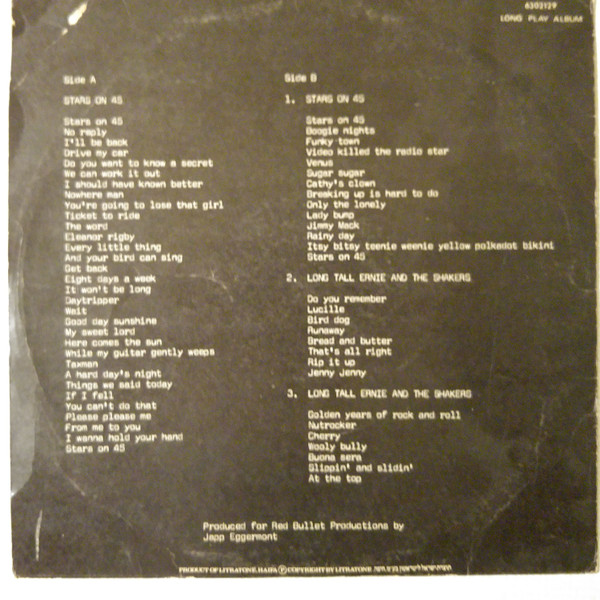 6302129
LONG PLAY ALBUM
Side A
STARS ON 45
Stars on 45
No reply
I'll be back
Drive my car
Do you want to know a secret
We can work it out
I should have known better
Nowhere man
You're going to lose that girl
Ticket to ride
The word
Eleanor rigby
Every little thing
And your bird can sing
Get back
Eight days a week
It won't be long
Daytripper
Wait
Good day sunshine
My sweet lord
Here comes the sun
While my guitar gently weeps
Taxman
A hard day's night
Things we said today
If I fell
You can't do that
Please please me
From me to you
I wanna hold your hand
Stars on 45
Side B
1. STARS ON 45
Stars on 45
Boogie nights
Funky town
Video killed the radio star
Venus
Sugar sugar
Cathy's clown
Breaking up is hard to do
Only the lonely
Lady bump
Jimmy Mack
Rainy day
Itsy bitsy teenie weenie yellow polkadot bikini
Stars on 45
2. LONG TALL ERNIE AND THE SHAKERS
Do you remember
Lucille
Bird dog
Runaway
Bread and butter
That's all right
Rip it up
Jenny Jenny
3. LONG TALL ERNIE AND THE SHAKERS
Golden years of rock and roll
Nutrocker
Cherry
Wooly bully
Buona sera
Slippin' and slidin'
At the top
Produced for Red Bullet Productions by
Japp Eggermont
PRODUCT OF LITRATONE, HAIFA Ⓟ COPYRIGHT BY LITRATONE